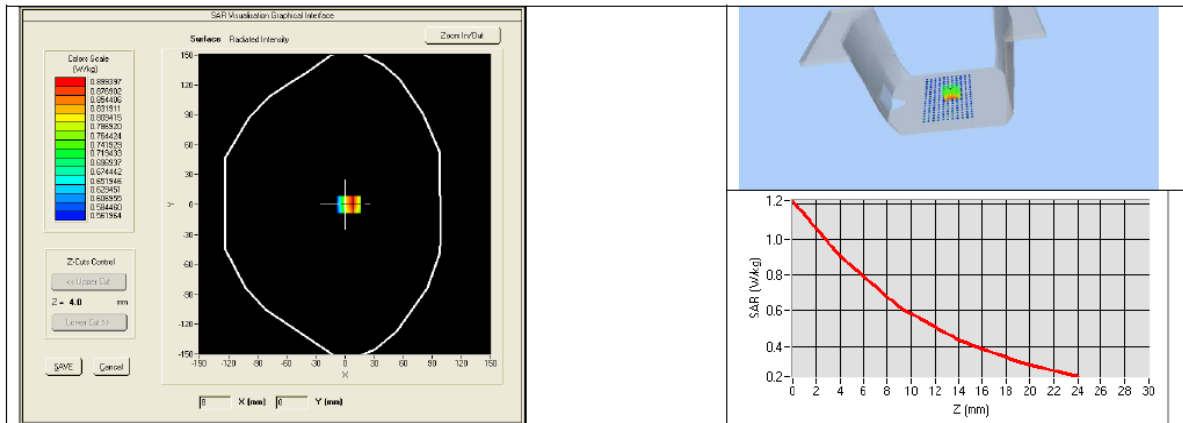 SAR Visualisation Graphical Interface
Surface Radiated Intensity
Zoom In/Out
Colors Scale
(W/kg)
0.899397
0.876902
0.854406
0.831911
0.809415
0.786920
0.764424
0.741929
0.719433
0.696937
0.674442
0.651946
0.629451
0.606955
0.584460
0.561964
Z-Cuts Control
<< Upper Cut
Z = 4.0 mm
Lower Cut >>
SAVE Cancel
150
120
90
60
30
0
-30
-60
-90
-120
-150
Y
-150 -120 -90 -60 -30 0 30 60 90 120 150
X
8 X (mm) 0 Y (mm)
1.2
1.0
0.8
0.6
0.4
0.2
SAR (W/kg)
0 2 4 6 8 10 12 14 16 18 20 22 24 26 28 30
Z (mm)